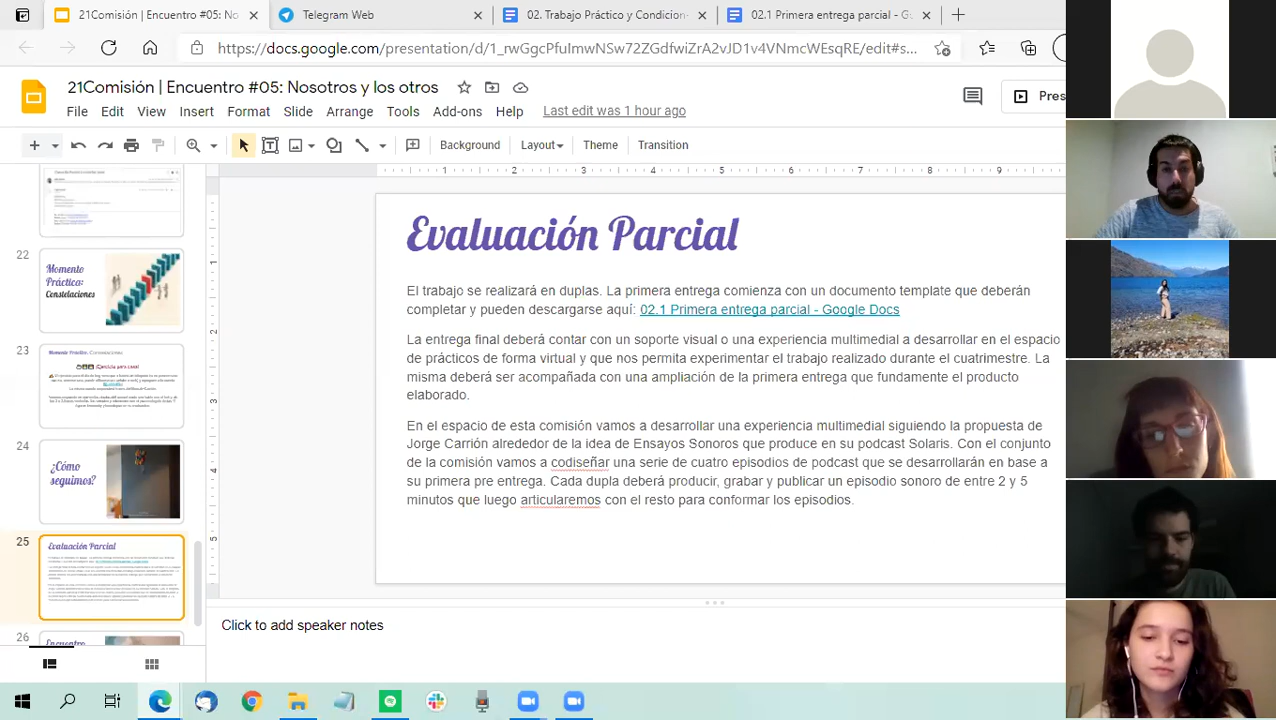 21Comisión | Encuentro #05: No
Telegram Web
02. Trabajo Práctico y Condicion
02.1 Primera entrega parcial - Go
https://docs.google.com/presentation/d/1_rwGgcPfuImwNSw72ZGdfwiZrA2vJD1v4VNmcWEsqRE/edit#s...
21Comisión | Encuentro #05: Nosotros y los otros
File Edit View Insert Format Slide Arrange Tools Add-ons Help Last edit was 1 hour ago
Pres
Background Layout Theme Transition
22
Momento
Práctica:
Constelaciones
23
24
¿Cómo
seguimos?
25
Evaluación Parcial
26
Encuentro
Evaluación Parcial
El trabajo se realizará en duplas. La primera entrega comienza con un documento template que deberán
completar y pueden descargarse aquí: 02.1 Primera entrega parcial - Google Docs
La entrega final deberá contar con un soporte visual o una experiencia multimedial a desarrollar en el espacio
de prácticos de forma virtual y que nos permita experimentar el trabajo realizado durante el cuatrimestre. La
misma deberá estar acompañada con una ampliación de la primera entrega que fundamente el proyecto
elaborado.
En el espacio de esta comisión vamos a desarrollar una experiencia multimedial siguiendo la propuesta de
Jorge Carrión alrededor de la idea de Ensayos Sonoros que produce en su podcast Solaris. Con el conjunto
de la comisión vamos a codiseñar una serie de cuatro episodios de podcast que se desarrollarán en base a
su primera pre entrega. Cada dupla deberá producir, grabar y publicar un episodio sonoro de entre 2 y 5
minutos que luego articularemos con el resto para conformar los episodios.
Click to add speaker notes